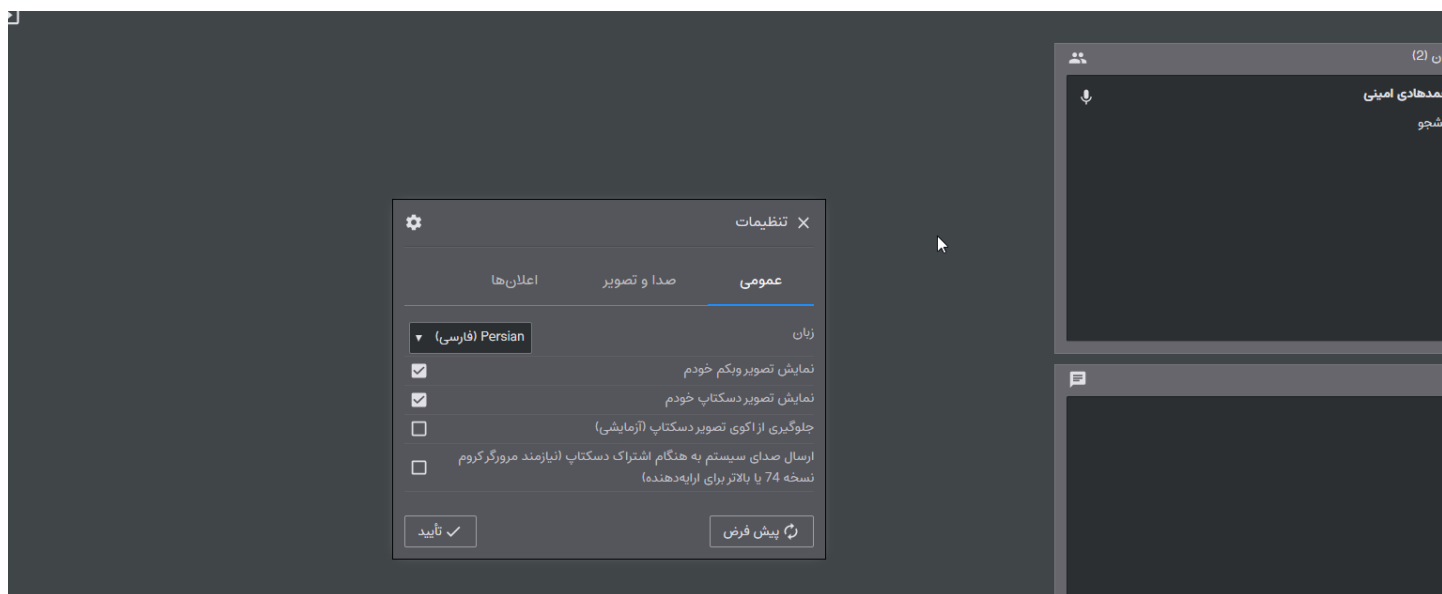 (2)
امینی
تنظیمات
عمومی
صدا و تصویر
اعلان‌ها
زبان
Persian (فارسی)
نمایش تصویر وبکم خودم
نمایش تصویر دسکتاپ خودم
جلوگیری از اکوی تصویر دسکتاپ (آزمایشی)
ارسال صدای سیستم به هنگام اشتراک دسکتاپ (نیازمند مرورگر کروم
نسخه 74 یا بالاتر برای ارایه‌دهنده)
پیش فرض
تأیید